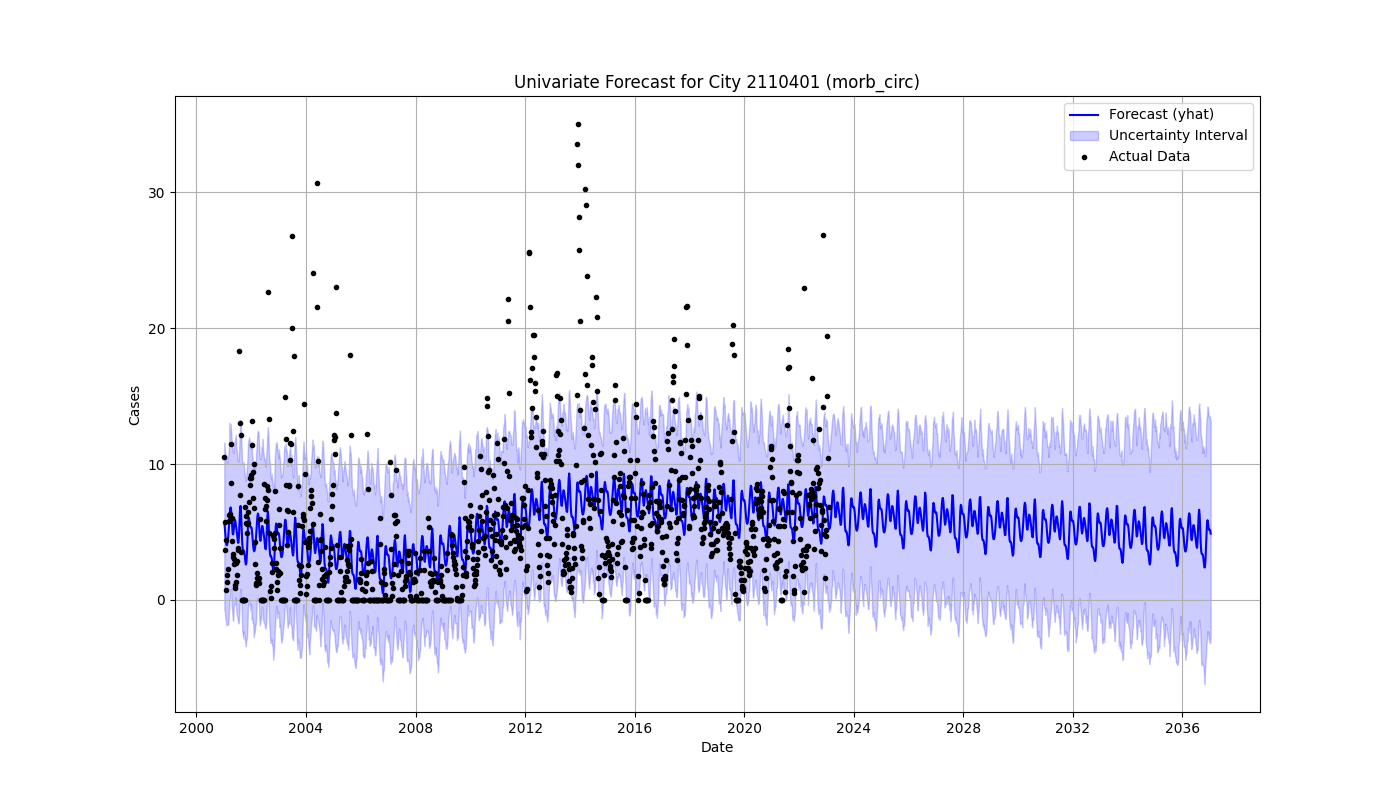 Univariate Forecast for City 2110401 (morb_circ)
Forecast (yhat)
Uncertainty Interval
Actual Data
Cases
30
20
10
0
2000 2004 2008 2012 2016 2020 2024 2028 2032 2036
Date